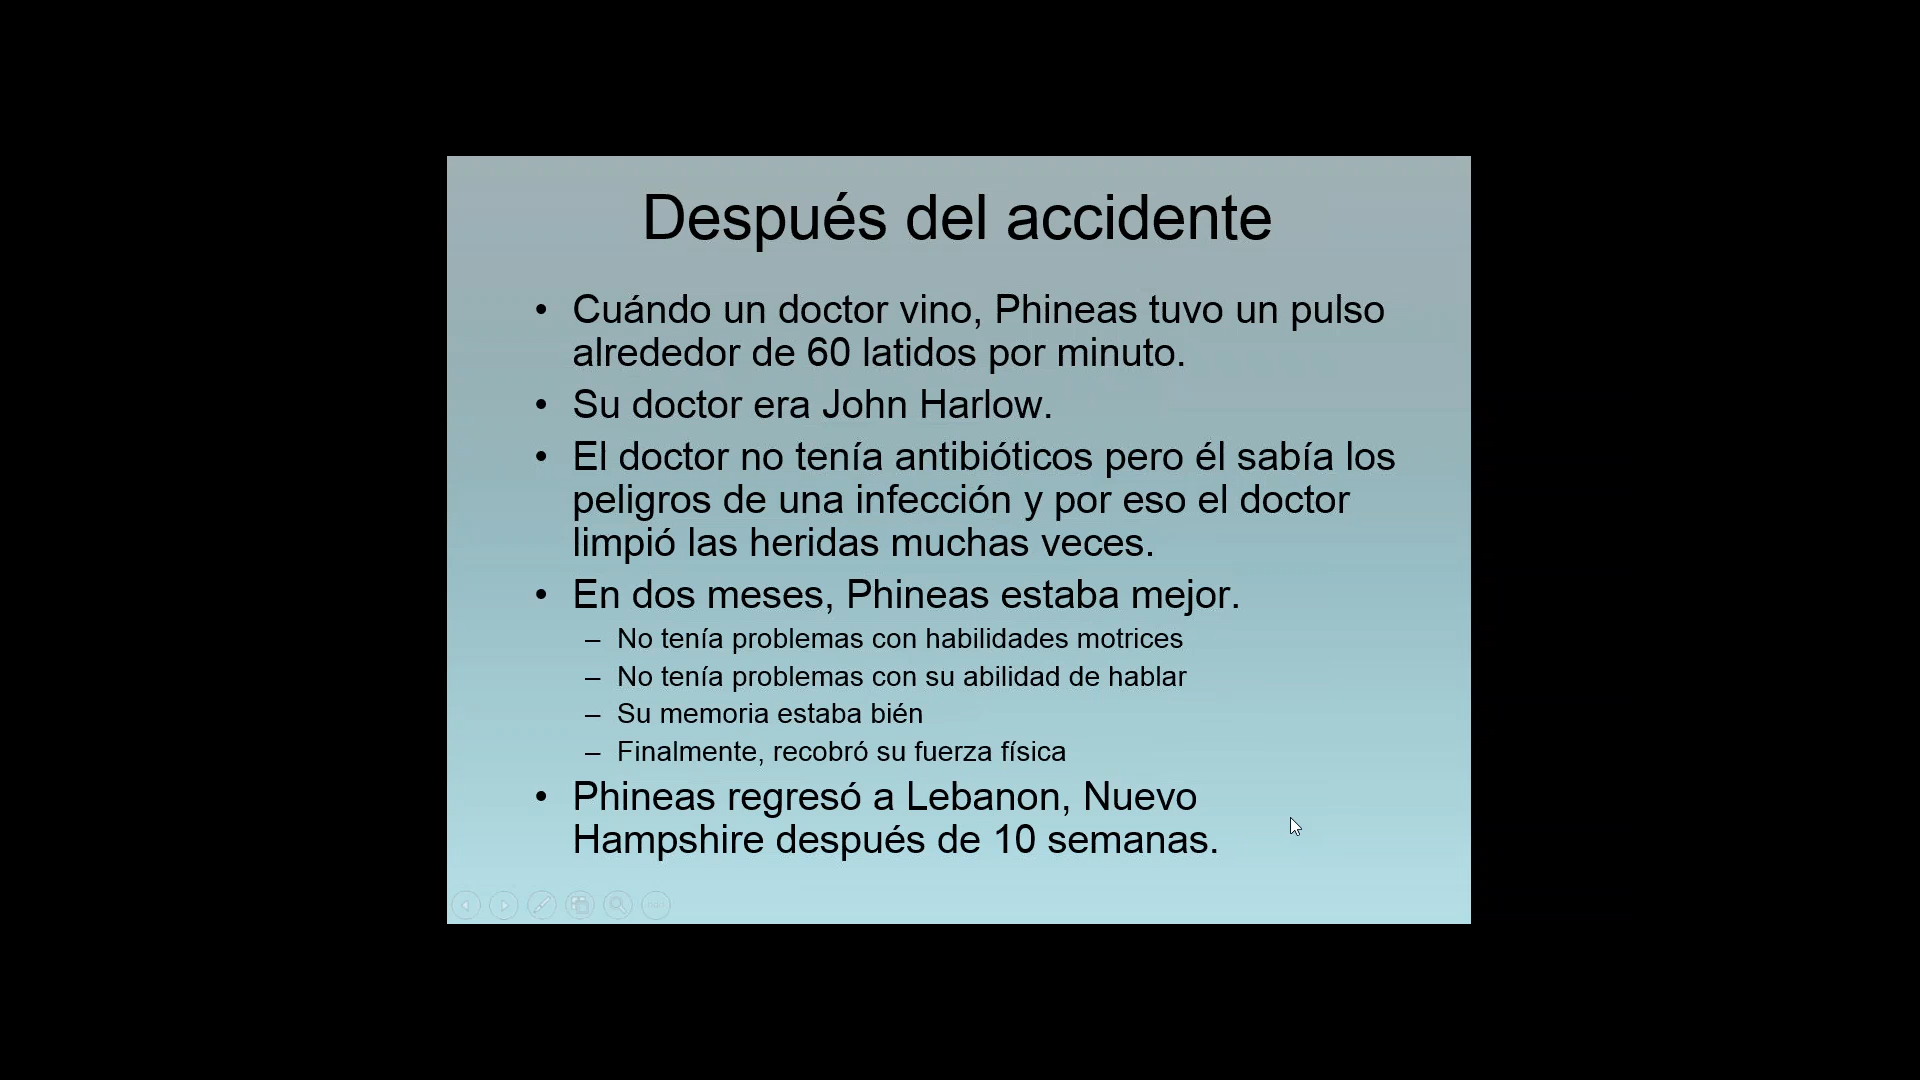 Después del accidente
• Cuándo un doctor vino, Phineas tuvo un pulso
alrededor de 60 latidos por minuto.
• Su doctor era John Harlow.
• El doctor no tenía antibióticos pero él sabía los
peligros de una infección y por eso el doctor
limpió las heridas muchas veces.
• En dos meses, Phineas estaba mejor.
– No tenía problemas con habilidades motrices
– No tenía problemas con su abilidad de hablar
– Su memoria estaba bién
– Finalmente, recobró su fuerza física
• Phineas regresó a Lebanon, Nuevo
Hampshire después de 10 semanas.